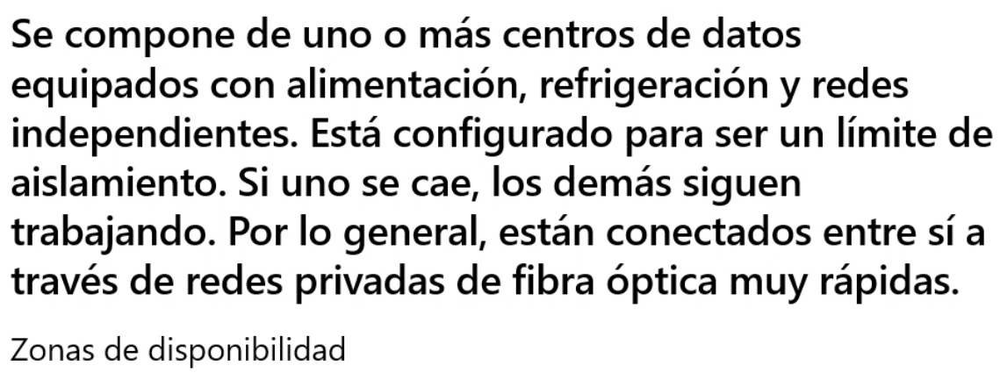 Se compone de uno o más centros de datos
equipados con alimentación, refrigeración y redes
independientes. Está configurado para ser un límite de
aislamiento. Si uno se cae, los demás siguen
trabajando. Por lo general, están conectados entre sí a
través de redes privadas de fibra óptica muy rápidas.
Zonas de disponibilidad